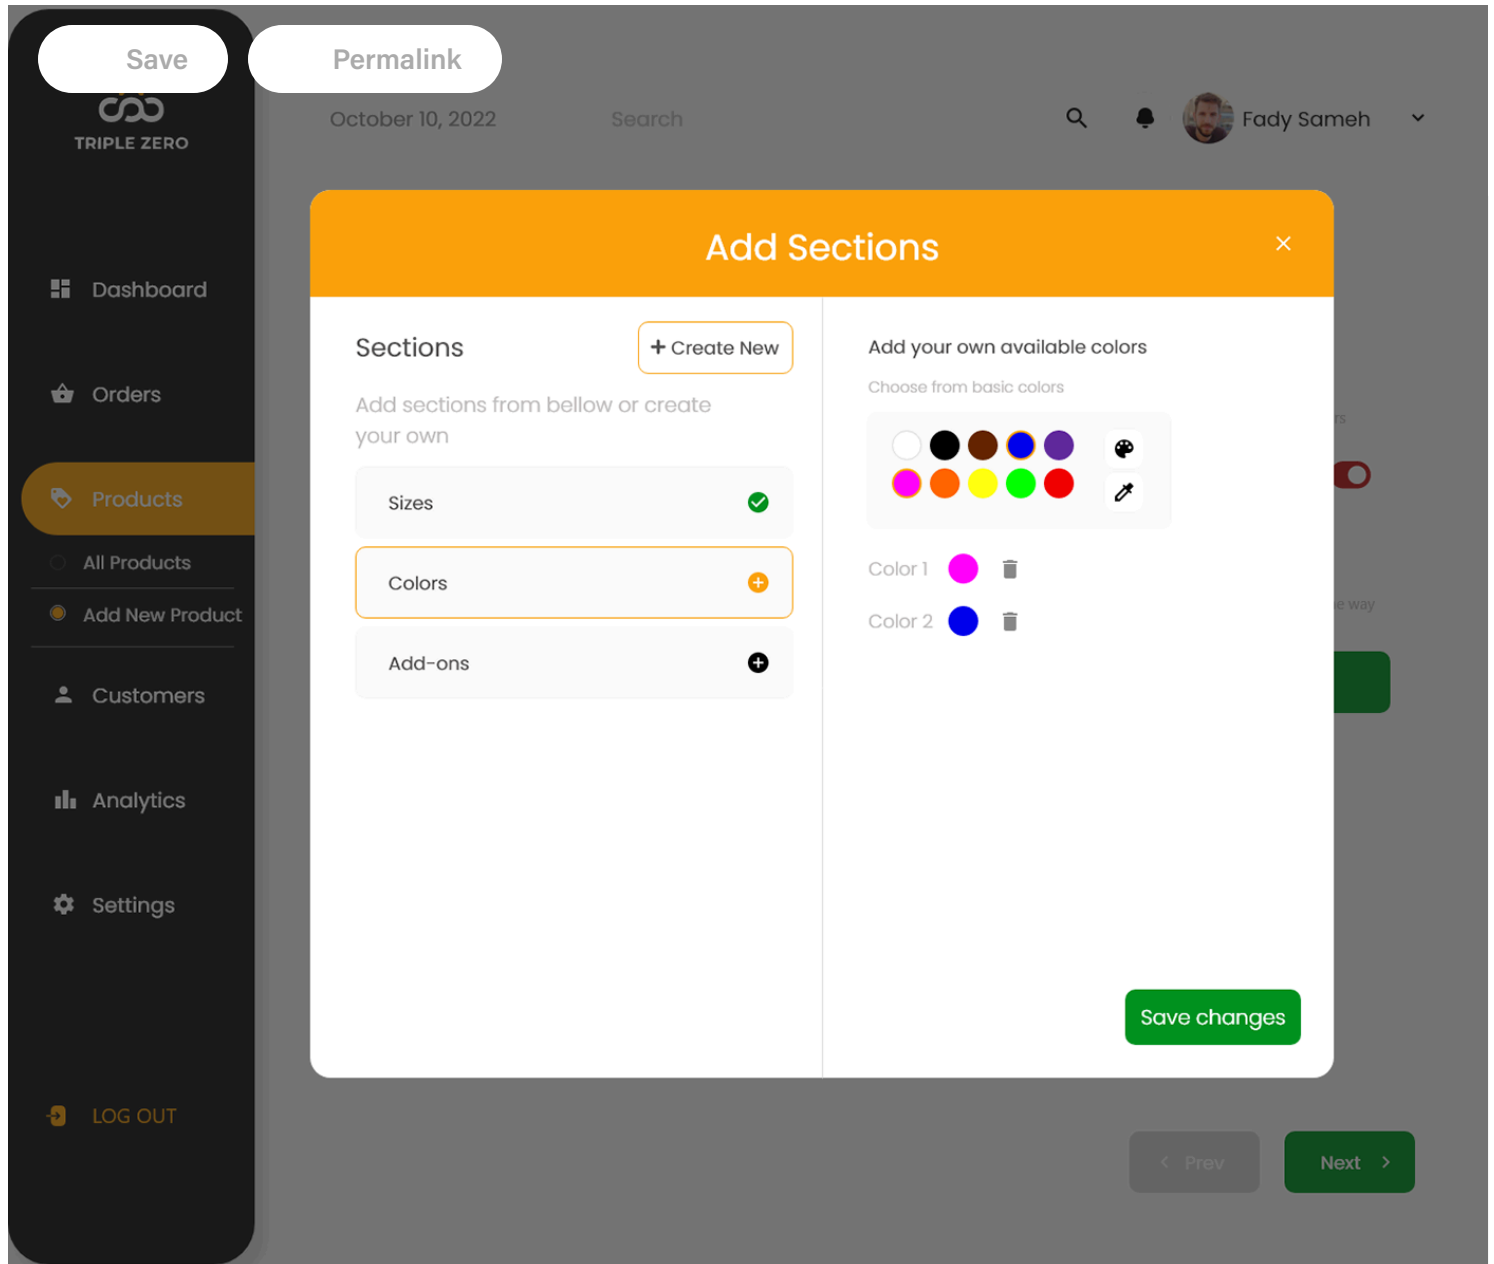 Save
Permalink
TRIPLE ZERO
October 10, 2022
Search
Fady Sameh
Dashboard
Orders
Products
All Products
Add New Product
Customers
Analytics
Settings
LOG OUT
Add Sections
Sections
+ Create New
Add sections from bellow or create
your own
Sizes
Colors
Add-ons
Add your own available colors
Choose from basic colors
Color 1
Color 2
Save changes
way
Prev
Next